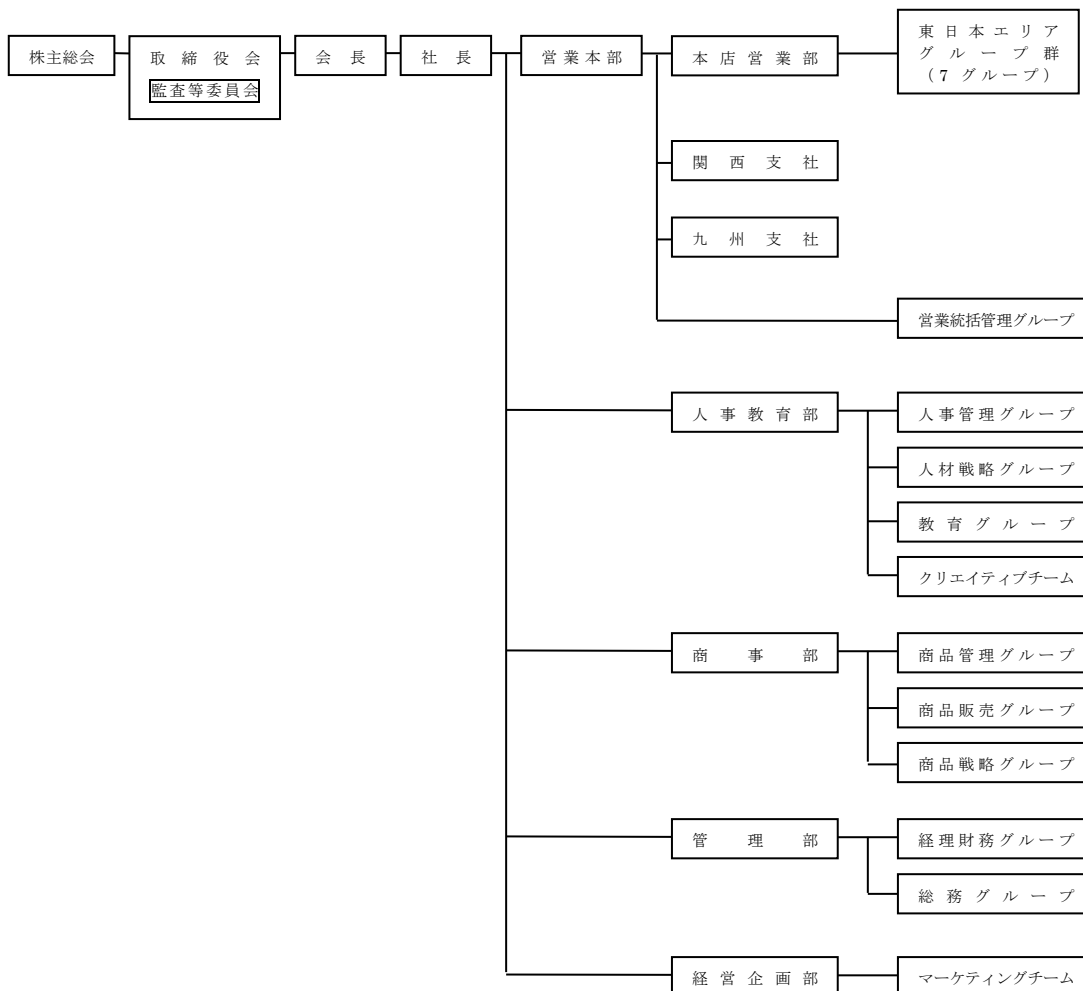 株主総会
取締役会
監査等委員会
会長
社長
営業本部
本店営業部
東日本エリア
グループ群
（7 グループ）
関西支社
九州支社
営業統括管理グループ
人事教育部
人事管理グループ
人材戦略グループ
教育グループ
クリエイティブチーム
商事部
商品管理グループ
商品販売グループ
商品戦略グループ
管理部
経理財務グループ
総務グループ
経営企画部
マーケティングチーム